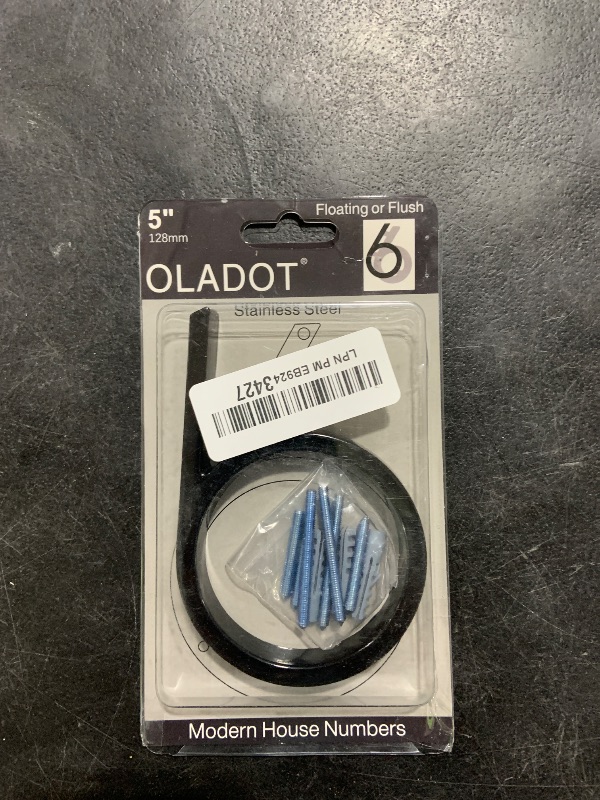 5"
128mm
Floating or Flush
6
OLADOT®
Stainless Steel
LPN PM EB9243427
Modern House Numbers